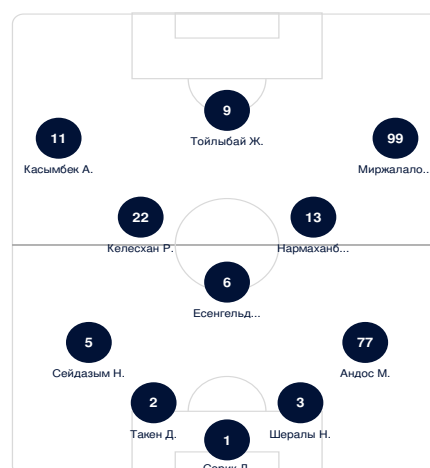 9
Тойлыбай Ж.
11
99
Касымбек А.
Миржалало...
22
13
Келесхан Р.
Нармаханб...
6
Есенгельд...
5
77
Сейдазым Н.
Андос М.
2
3
Такен Д.
Шералы Н.
1